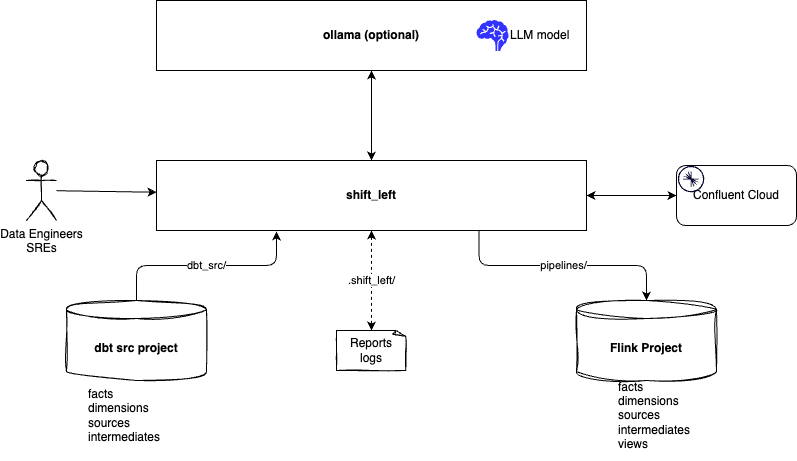 ollama (optional)
LLM model
shift_left
Confluent Cloud
Data Engineers
SREs
dbt_src/
pipelines/
.shift_left/
dbt src project
Reports
logs
Flink Project
facts
dimensions
sources
intermediates
facts
dimensions
sources
intermediates
views